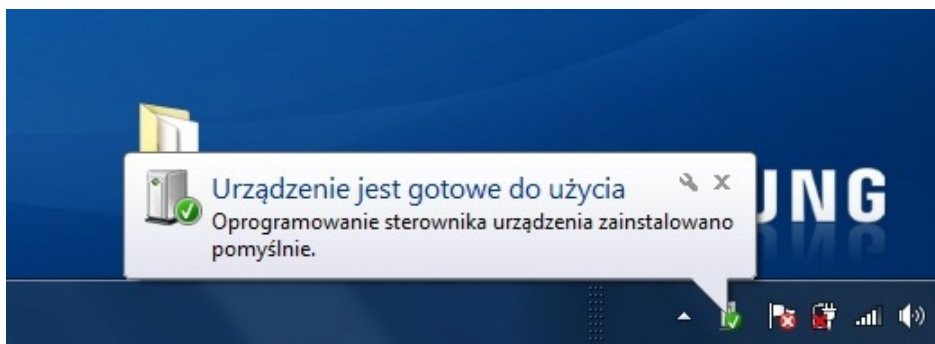 Urządzenie jest gotowe do użycia
Oprogramowanie sterownika urządzenia zainstalowano
pomyślnie.
UNG